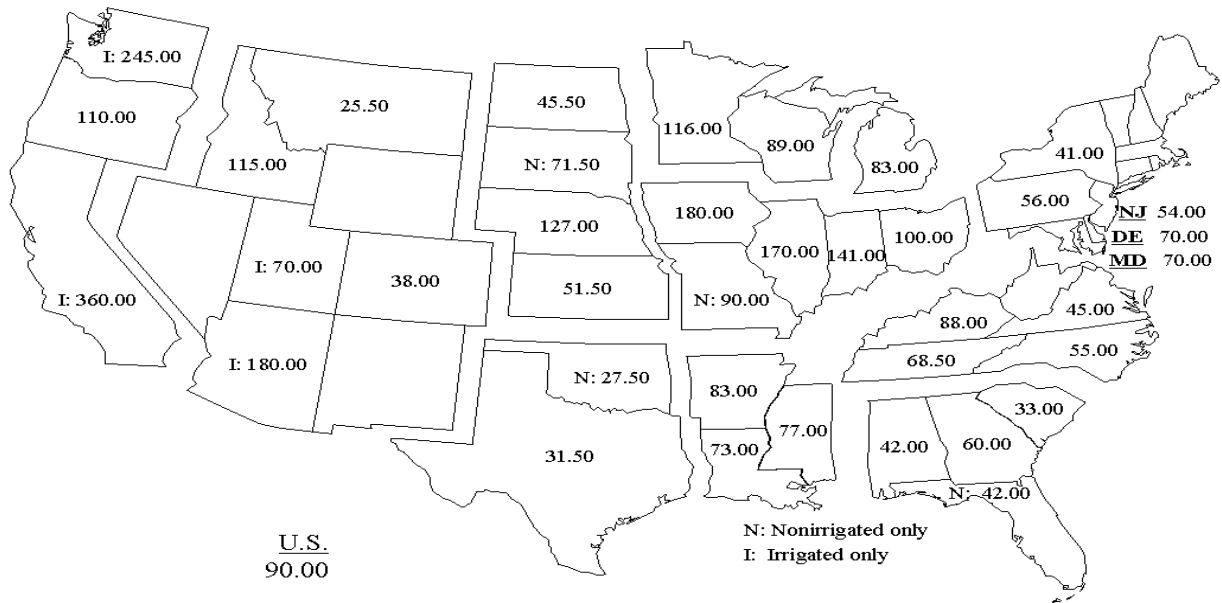 I: 245.00
110.00
25.50
45.50
116.00
89.00
83.00
41.00
115.00
N: 71.50
56.00
NJ 54.00
DE 70.00
MD 70.00
180.00
127.00
170.00
141.00
100.00
I: 70.00
38.00
51.50
N: 90.00
I: 360.00
88.00
45.00
I: 180.00
N: 27.50
83.00
68.50
55.00
77.00
33.00
31.50
73.00
42.00
60.00
N: 42.00
N: Nonirrigated only
I: Irrigated only
U.S.
90.00